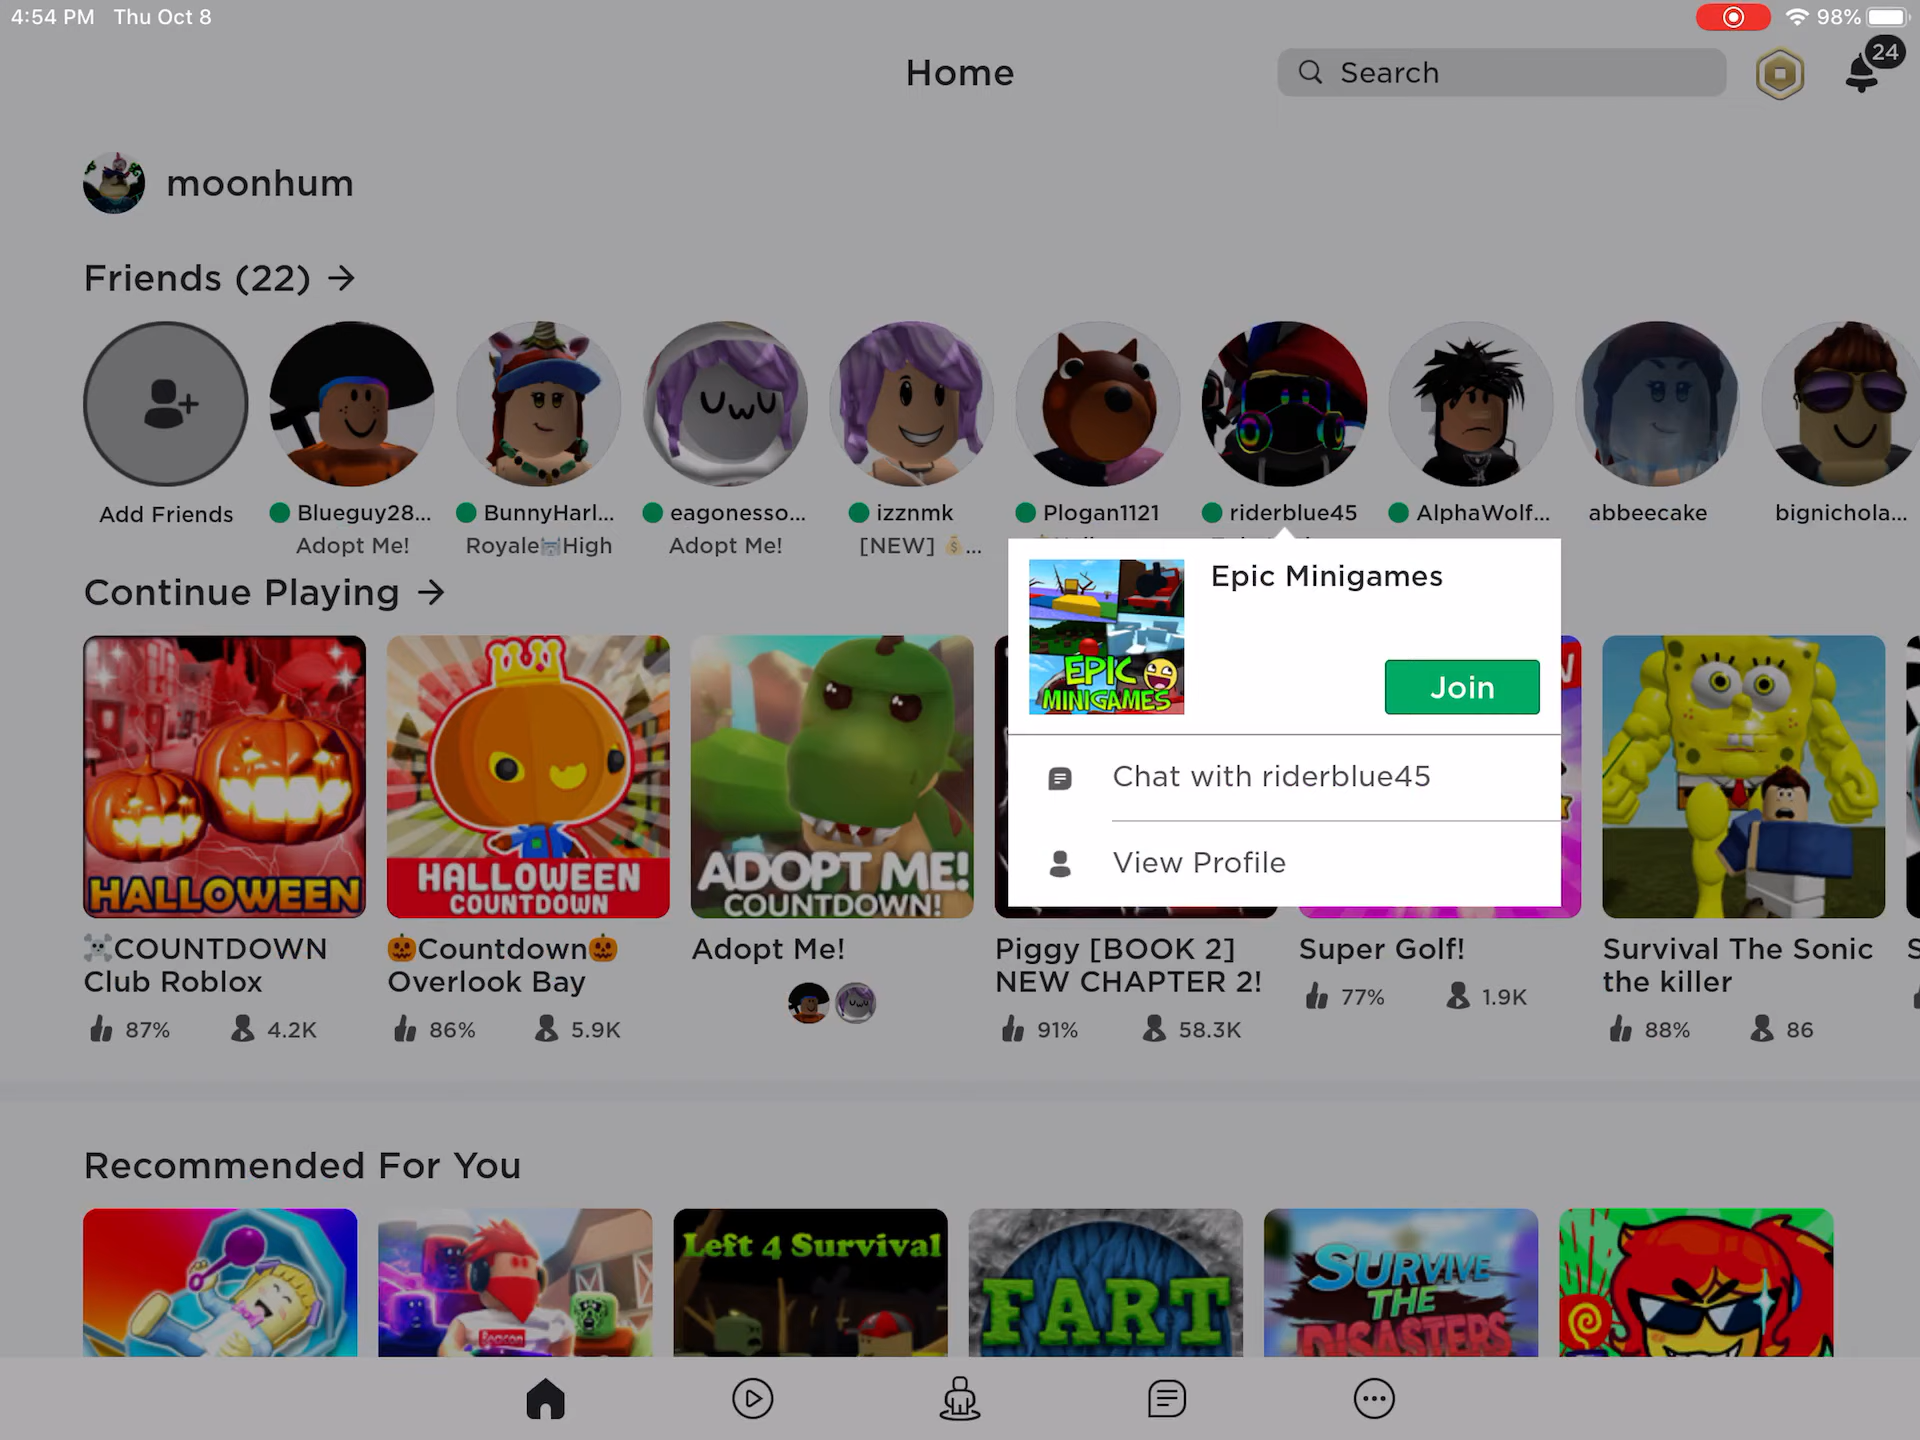 4:54 PM Thu Oct 8
98%
Home
Search
24
moonhum
Friends (22) →
Add Friends
Blueguy28...
Adopt Me!
BunnyHarl...
Royale🏰High
eagonesso...
Adopt Me!
izznmk
[NEW] 💰...
Plogan1121
riderblue45
AlphaWolf...
abbeecake
bignichola...
Epic Minigames
EPIC
MINIGAMES
Join
Chat with riderblue45
View Profile
Continue Playing →
HALLOWEEN
HALLOWEEN
COUNTDOWN
ADOPT ME!
COUNTDOWN!
☠️COUNTDOWN
Club Roblox
87% 4.2K
🎃Countdown🎃
Overlook Bay
86% 5.9K
Adopt Me!
Piggy [BOOK 2]
NEW CHAPTER 2!
91% 58.3K
Super Golf!
77% 1.9K
Survival The Sonic
the killer
88% 86
Recommended For You
Reacon
Left 4 Survival
FART
SURVIVE
THE
DISASTERS